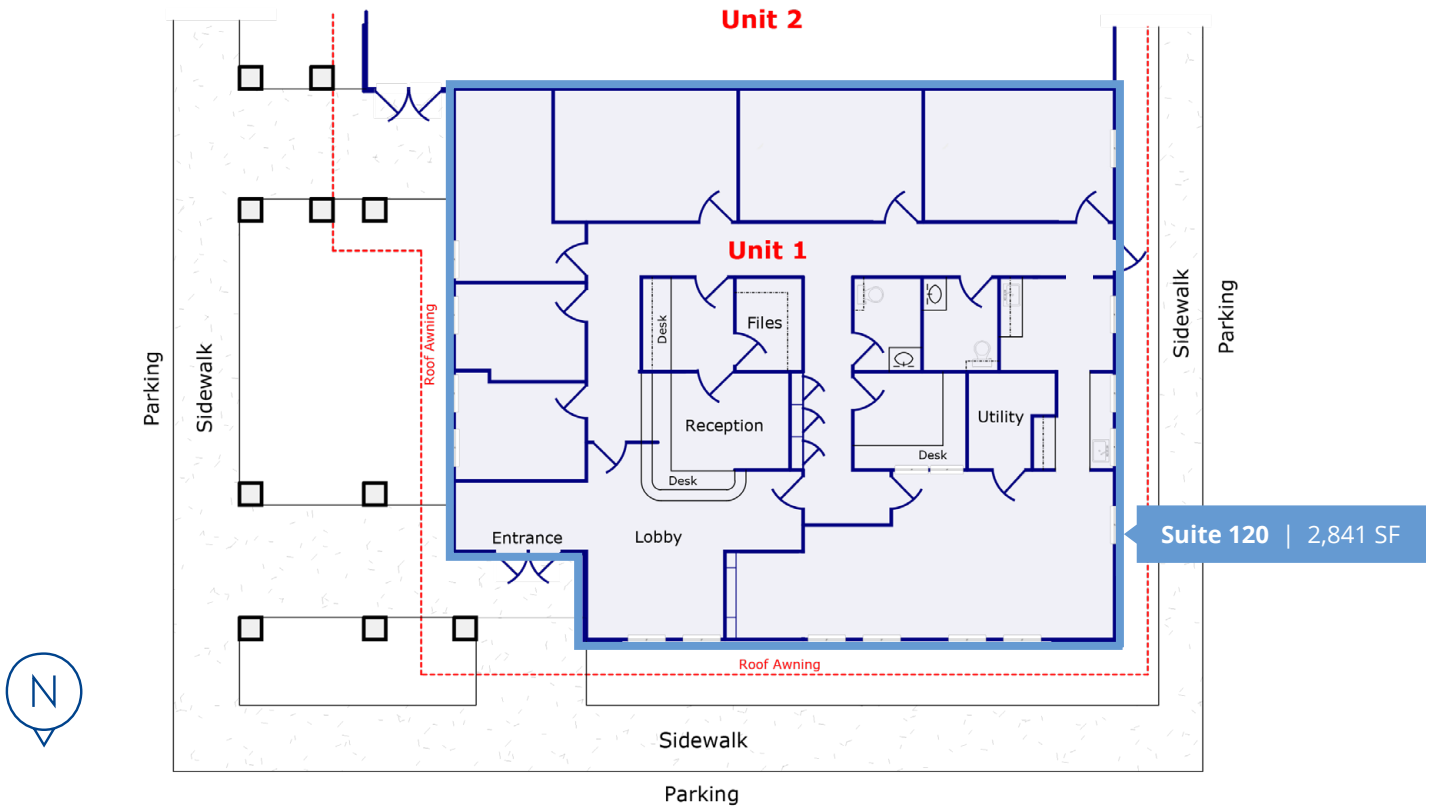 Unit 2
Unit 1
Sidewalk
Parking
Roof Awning
Desk
Files
Parking
Sidewalk
Reception
Utility
Desk
Desk
Entrance
Lobby
Suite 120 | 2,841 SF
Roof Awning
N
Sidewalk
Parking